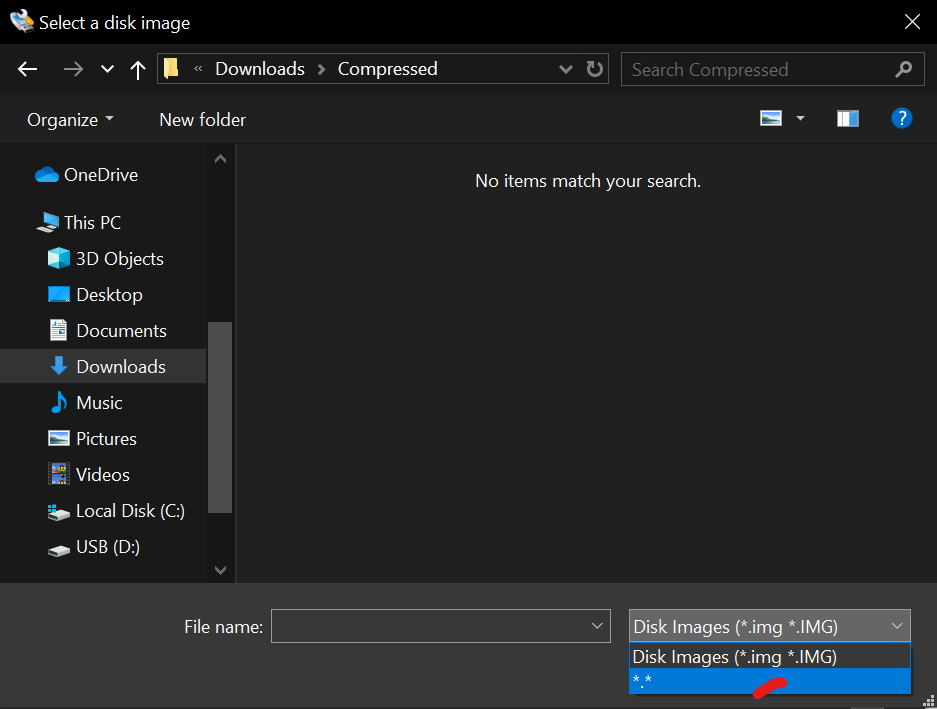 Select a disk image
« Downloads › Compressed
Search Compressed
Organize
New folder
?
No items match your search.
OneDrive
This PC
3D Objects
Desktop
Documents
Downloads
Music
Pictures
Videos
Local Disk (C:)
USB (D:)
File name:
Disk Images (*.img *.IMG)
Disk Images (*.img *.IMG)
*.*